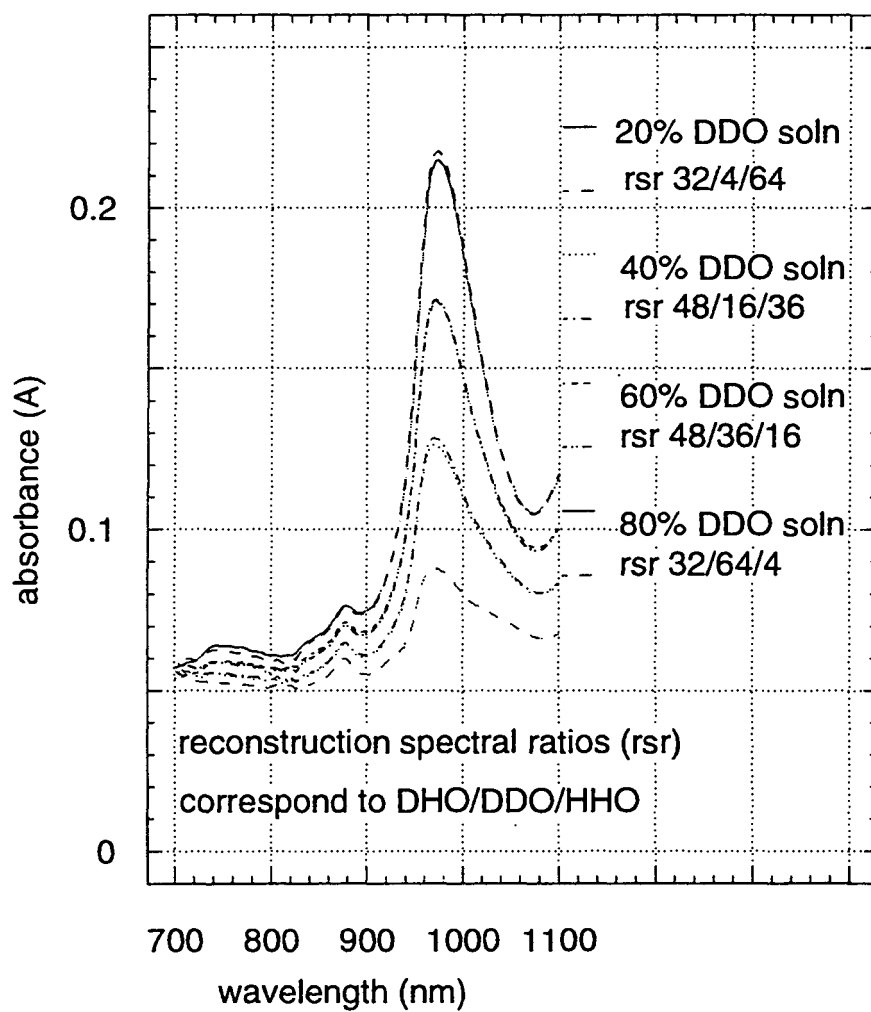 20% DDO soln
rsr 32/4/64
0.2
40% DDO soln
rsr 48/16/36
60% DDO soln
rsr 48/36/16
absorbance (A)
0.1
80% DDO soln
rsr 32/64/4
reconstruction spectral ratios (rsr)
correspond to DHO/DDO/HHO
0
700 800 900 1000 1100
wavelength (nm)